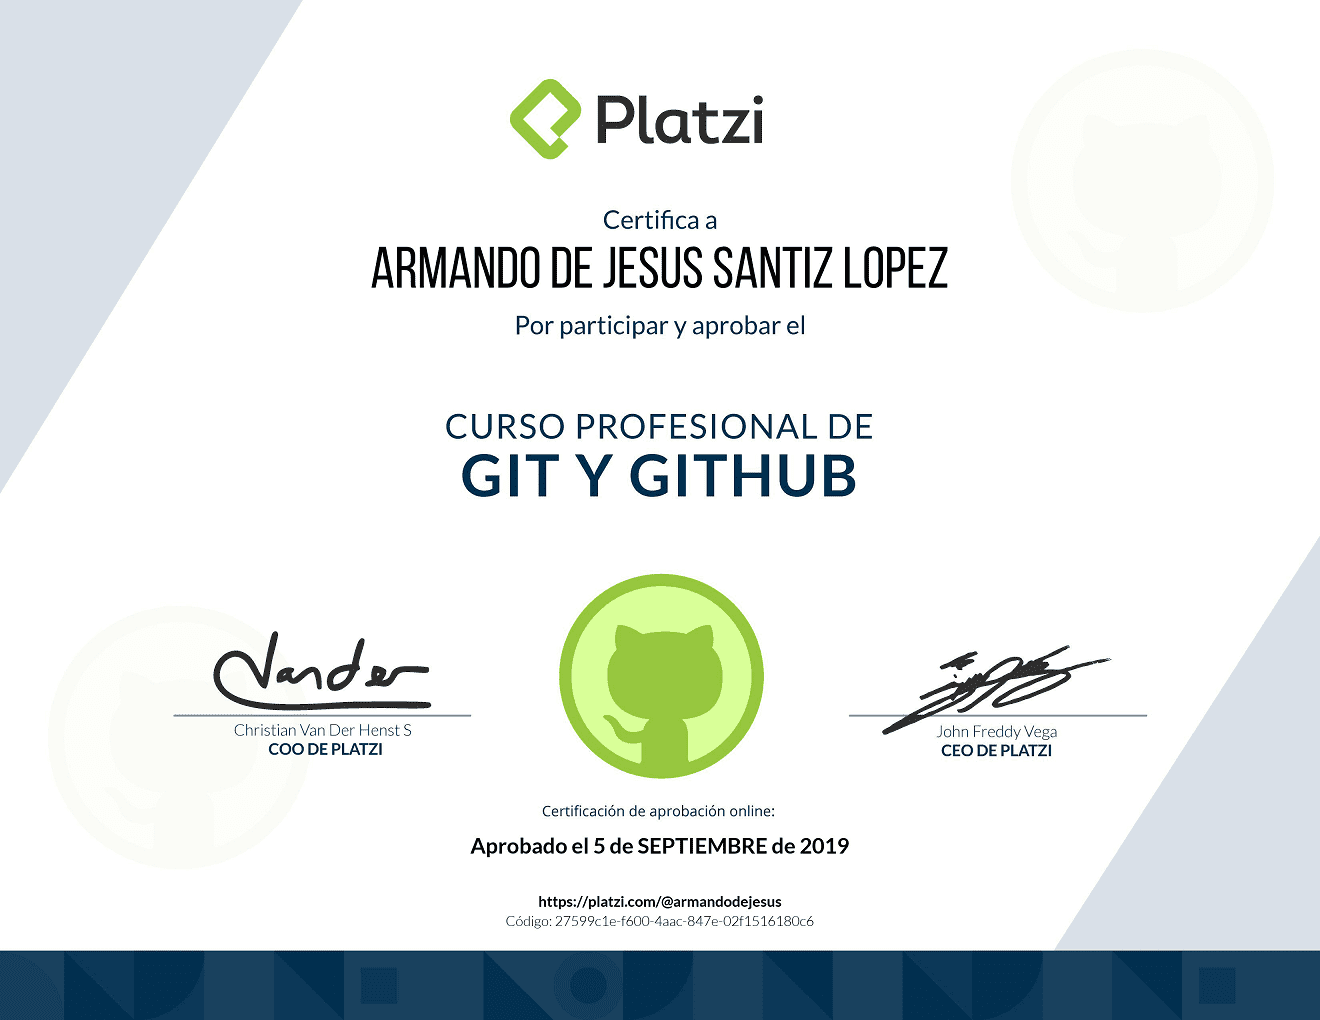 Platzi
Certifica a
ARMANDO DE JESUS SANTIZ LOPEZ
Por participar y aprobar el
CURSO PROFESIONAL DE
GIT Y GITHUB
Vander
Christian Van Der Henst S
COO DE PLATZI
John Freddy Vega
CEO DE PLATZI
Certificación de aprobación online:
Aprobado el 5 de SEPTIEMBRE de 2019
https://platzi.com/@armandodejesus
Código: 27599c1e-f600-4aac-847e-02f1516180c6